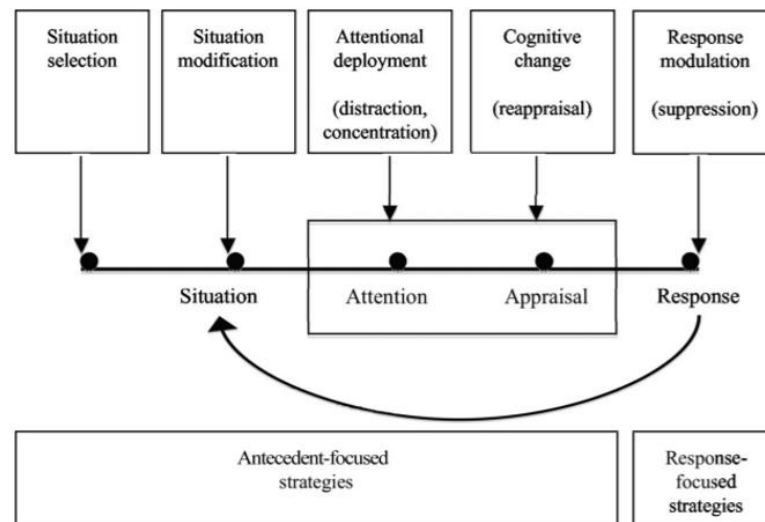 Situation
selection
Situation
modification
Attentional
deployment
(distraction,
concentration)
Cognitive
change
(reappraisal)
Response
modulation
(suppression)
Situation
Attention
Appraisal
Response
Antecedent-focused
strategies
Response-
focused
strategies